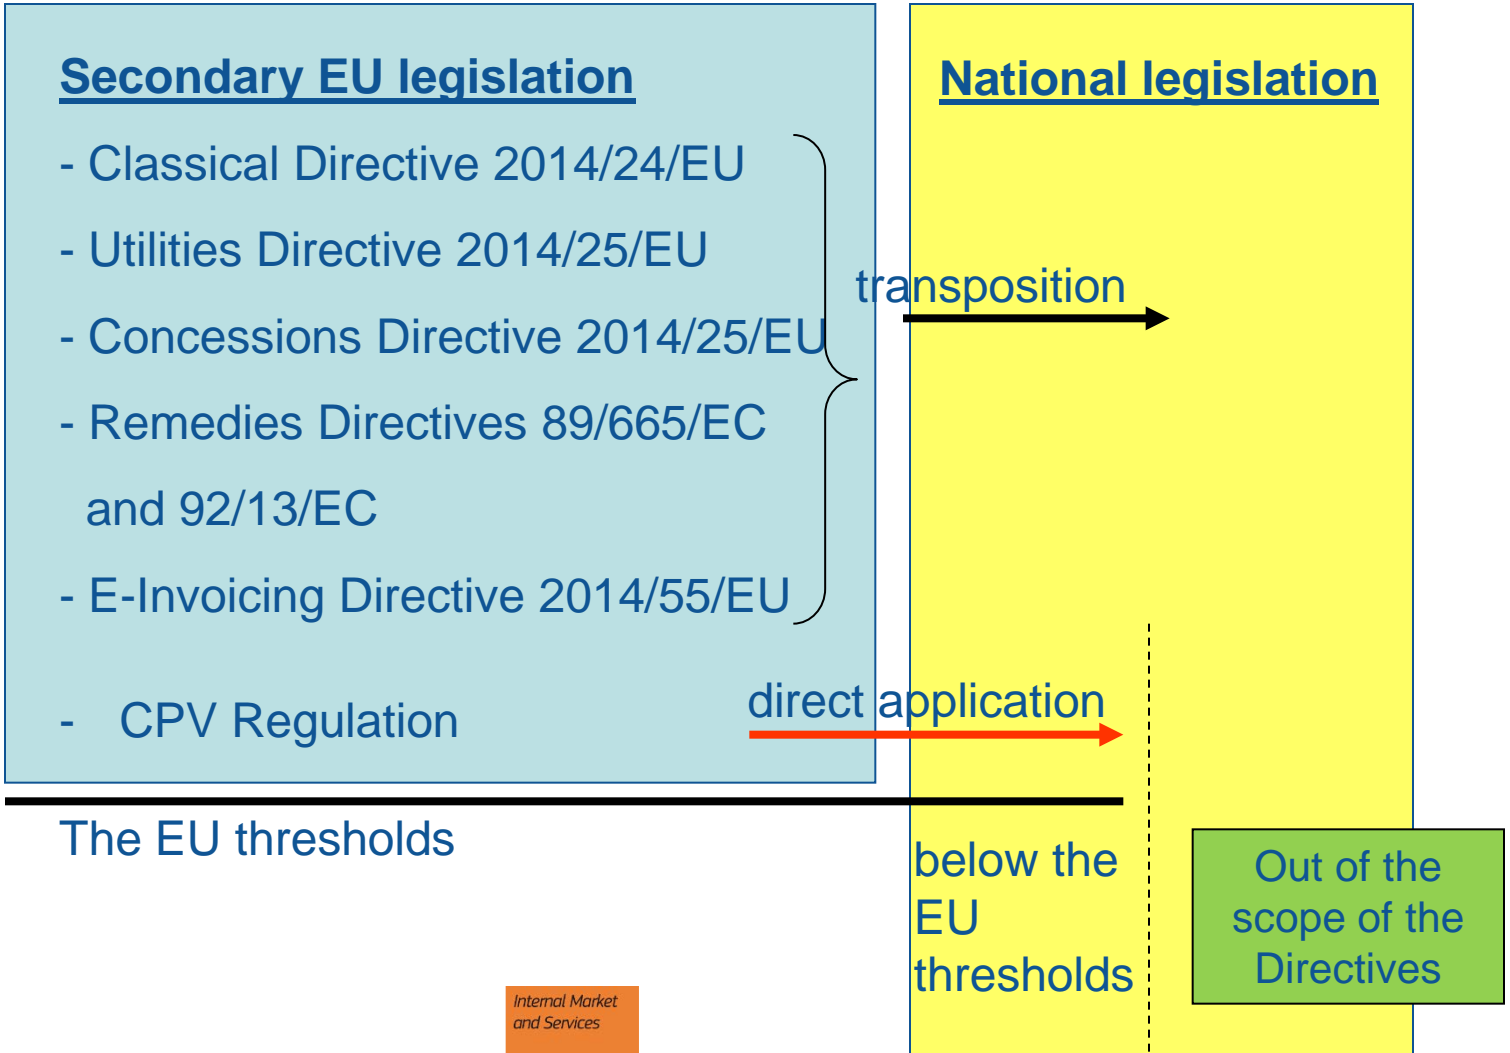 Secondary EU legislation
- Classical Directive 2014/24/EU
- Utilities Directive 2014/25/EU
- Concessions Directive 2014/25/EU
- Remedies Directives 89/665/EC
and 92/13/EC
- E-Invoicing Directive 2014/55/EU
- CPV Regulation
The EU thresholds
transposition
direct application
National legislation
below the
EU
thresholds
Out of the
scope of the
Directives
Internal Market
and Services